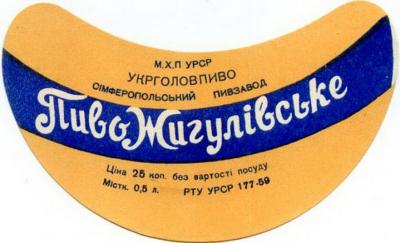 М.Х.П УРСР
УКРГОЛОВПИВО
СІМФЕРОПОЛЬСЬКИЙ ПИВЗАВОД
Пиво Жигулівське
Ціна 25 коп. без вартості посуду
Містк. 0,5 л. РТУ УРСР 177-59